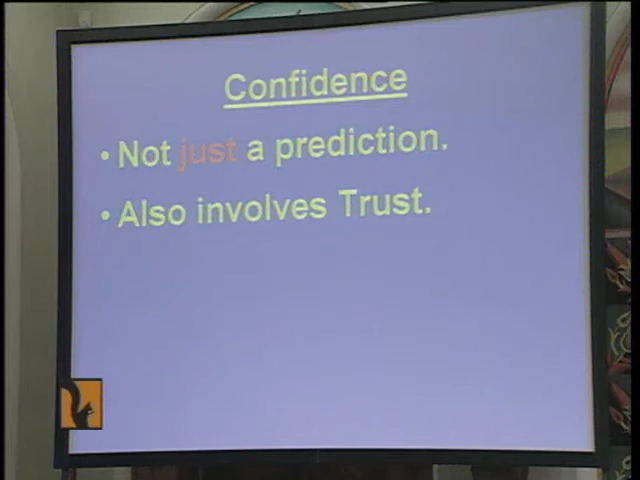 Confidence
• Not just a prediction.
• Also involves Trust.